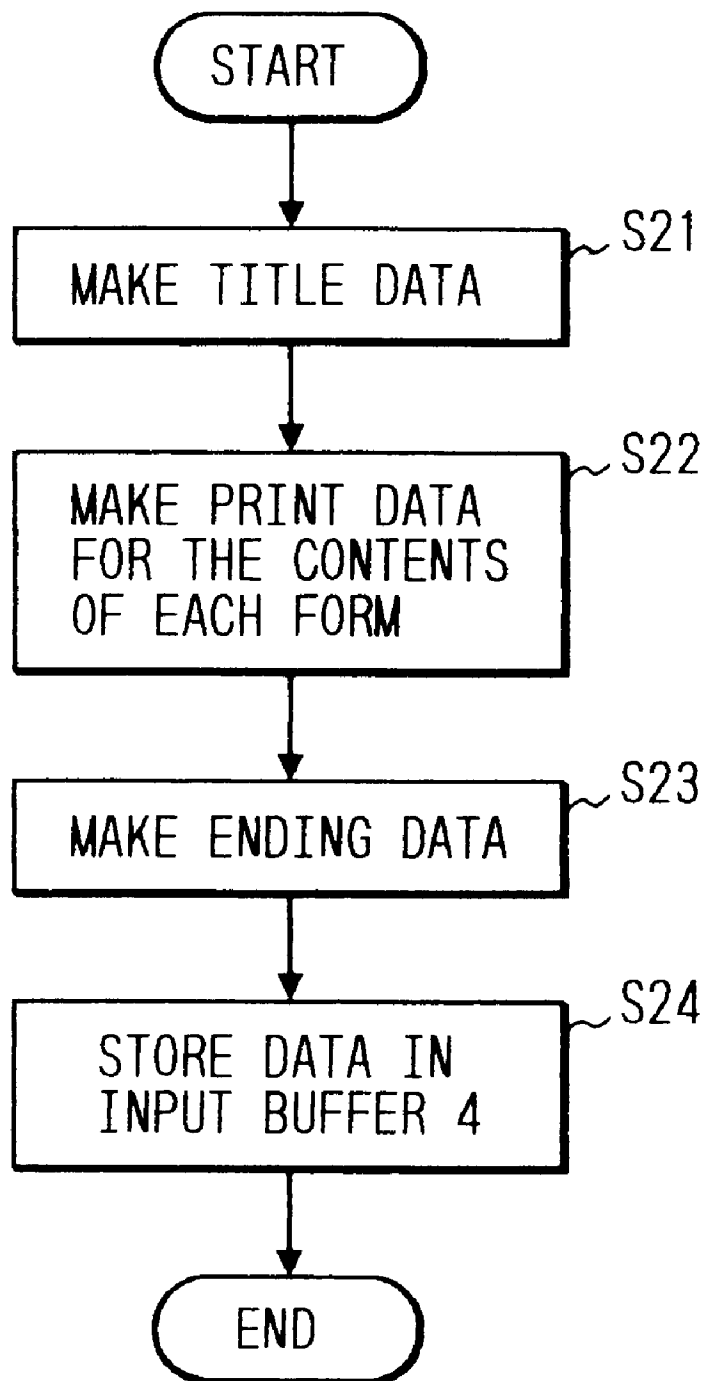 START
S21
MAKE TITLE DATA
S22
MAKE PRINT DATA
FOR THE CONTENTS
OF EACH FORM
S23
MAKE ENDING DATA
S24
STORE DATA IN
INPUT BUFFER 4
END